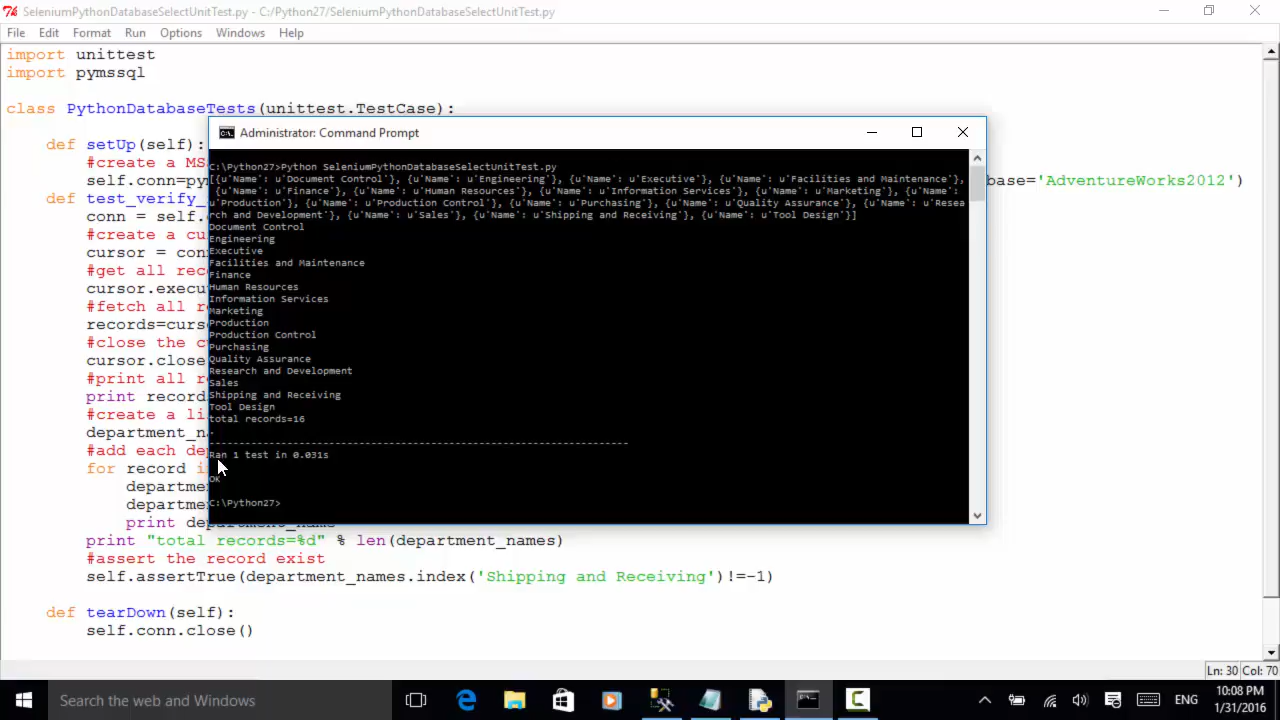 SeleniumPythonDatabaseSelectUnitTest.py - C:/Python27/SeleniumPythonDatabaseSelectUnitTest.py
File Edit Format Run Options Windows Help
import unittest
import pymssql
class PythonDatabaseTests(unittest.TestCase):
def setUp(self):
#create a MS
self.conn=pym
base='AdventureWorks2012')
def test_verify_
conn = self.
#create a cu
cursor = con
#get all rec
cursor.execu
#fetch all r
records=curs
#close the c
cursor.close
#print all r
print record
#create a li
department_n
#add each de
for record i
departme
departme
print department_name
print "total records=%d" % len(department_names)
#assert the record exist
self.assertTrue(department_names.index('Shipping and Receiving')!=-1)
def tearDown(self):
self.conn.close()
Administrator: Command Prompt
C:\Python27>Python SeleniumPythonDatabaseSelectUnitTest.py
[{u'Name': u'Document Control'}, {u'Name': u'Engineering'}, {u'Name': u'Executive'}, {u'Name': u'Facilities and Maintenance'},
{u'Name': u'Finance'}, {u'Name': u'Human Resources'}, {u'Name': u'Information Services'}, {u'Name': u'Marketing'}, {u'Name':
u'Production'}, {u'Name': u'Production Control'}, {u'Name': u'Purchasing'}, {u'Name': u'Quality Assurance'}, {u'Name': u'Resea
rch and Development'}, {u'Name': u'Sales'}, {u'Name': u'Shipping and Receiving'}, {u'Name': u'Tool Design'}]
Document Control
Engineering
Executive
Facilities and Maintenance
Finance
Human Resources
Information Services
Marketing
Production
Production Control
Purchasing
Quality Assurance
Research and Development
Sales
Shipping and Receiving
Tool Design
total records=16
.
----------------------------------------------------------------------
Ran 1 test in 0.031s
OK
C:\Python27>
Ln: 30 Col: 70
Search the web and Windows
ENG
10:08 PM
1/31/2016